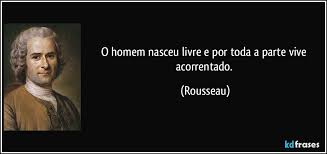 O homem nasceu livre e por toda a parte vive
acorrentado.
(Rousseau)
kdfrases